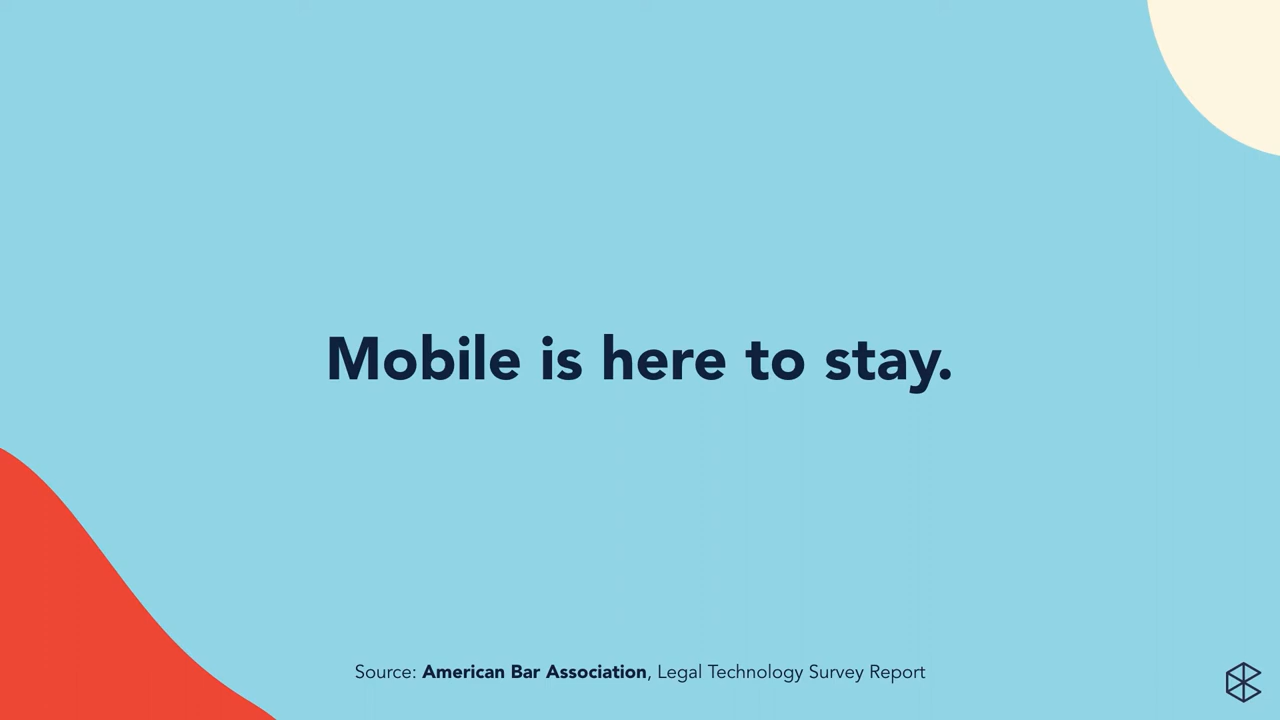 Mobile is here to stay.
Source: American Bar Association, Legal Technology Survey Report